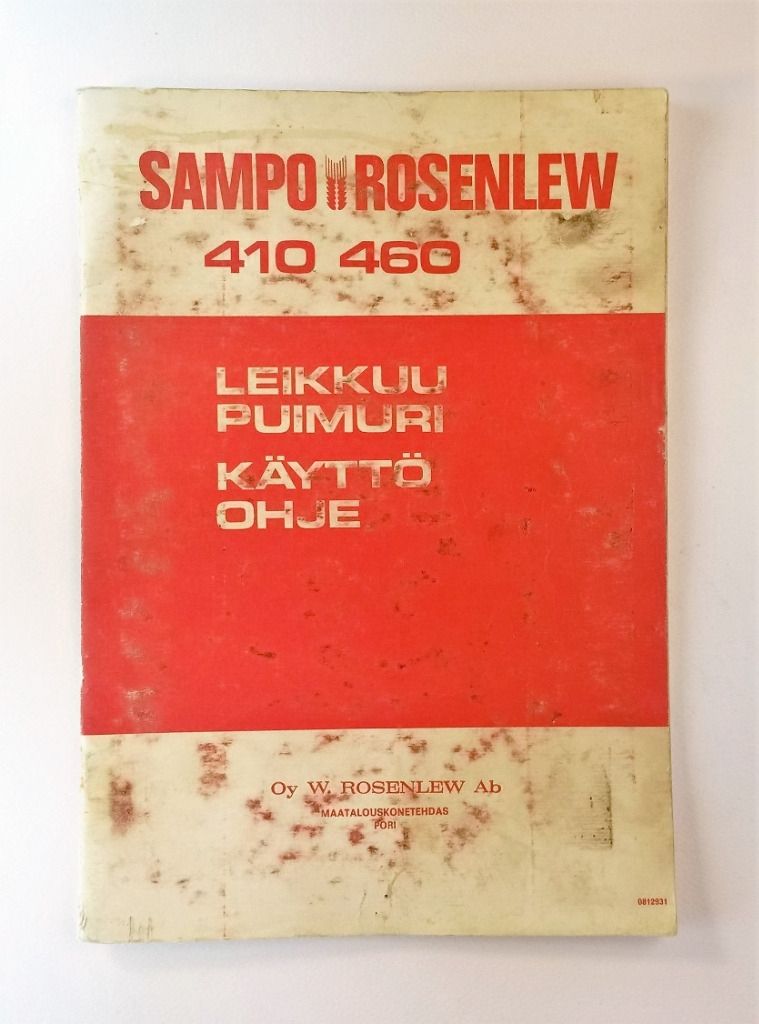 SAMPO ROSENLEW
410 460
LEIKKUU
PUIMURI
KÄYTTÖ
OHJE
Oy W. ROSENLEW Ab
MAATALOUSKONETEHDAS
PORI
0812931